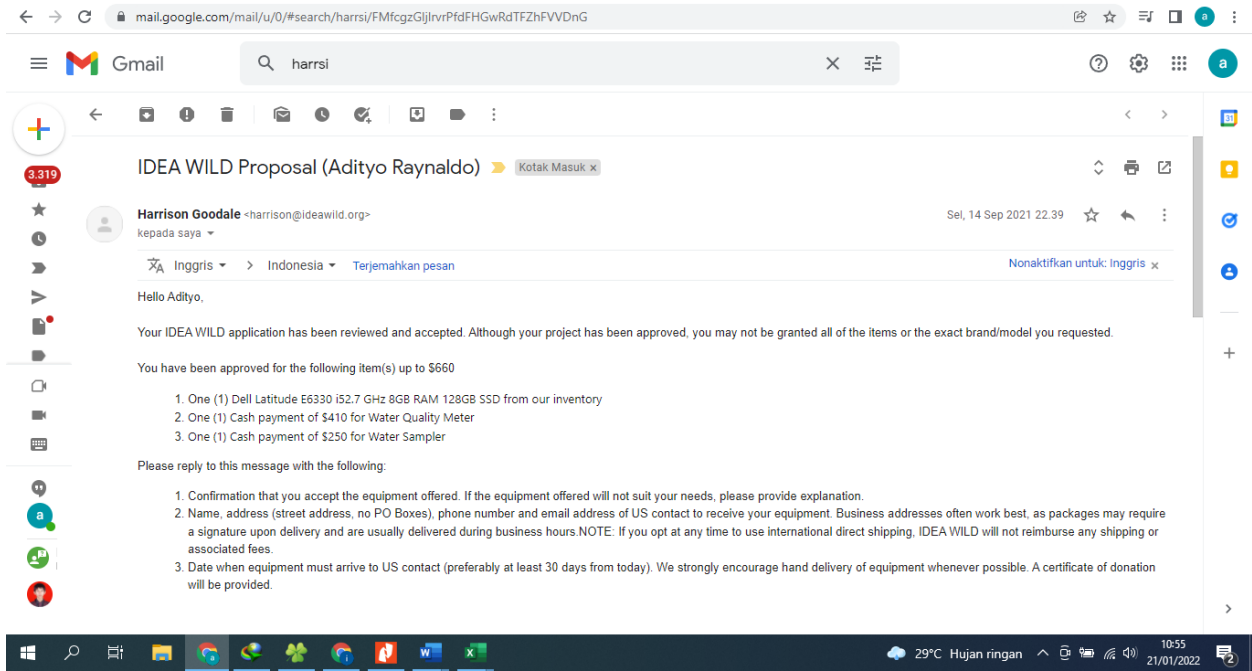 mail.google.com/mail/u/0/#search/harrsi/FMfcgzGljlrvrPfdFHGwRdTFZhFVVDnG
a
Gmail
harrsi
a
31
IDEA WILD Proposal (Adityo Raynaldo)
Kotak Masuk ×
3.319
Harrison Goodale <harrison@ideawild.org>
Sel, 14 Sep 2021 22.39
kepada saya
Inggris > Indonesia Terjemahkan pesan
Nonaktifkan untuk: Inggris ×
Hello Adityo,
Your IDEA WILD application has been reviewed and accepted. Although your project has been approved, you may not be granted all of the items or the exact brand/model you requested.
You have been approved for the following item(s) up to $660
1. One (1) Dell Latitude E6330 i52.7 GHz 8GB RAM 128GB SSD from our inventory
2. One (1) Cash payment of $410 for Water Quality Meter
3. One (1) Cash payment of $250 for Water Sampler
Please reply to this message with the following:
1. Confirmation that you accept the equipment offered. If the equipment offered will not suit your needs, please provide explanation.
2. Name, address (street address, no PO Boxes), phone number and email address of US contact to receive your equipment. Business addresses often work best, as packages may require
a signature upon delivery and are usually delivered during business hours.NOTE: If you opt at any time to use international direct shipping, IDEA WILD will not reimburse any shipping or
associated fees.
3. Date when equipment must arrive to US contact (preferably at least 30 days from today). We strongly encourage hand delivery of equipment whenever possible. A certificate of donation
will be provided.
a
29°C Hujan ringan
10:55
21/01/2022
2